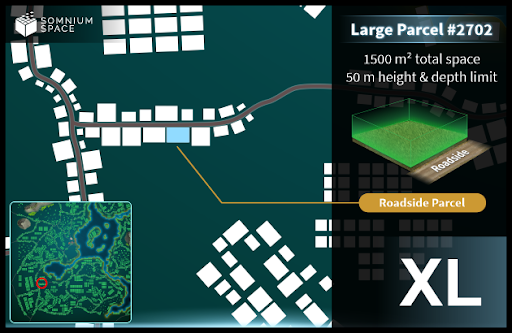 SOMNIUM
SPACE
Large Parcel #2702
1500 m² total space
50 m height & depth limit
Roadside
Roadside Parcel
XL